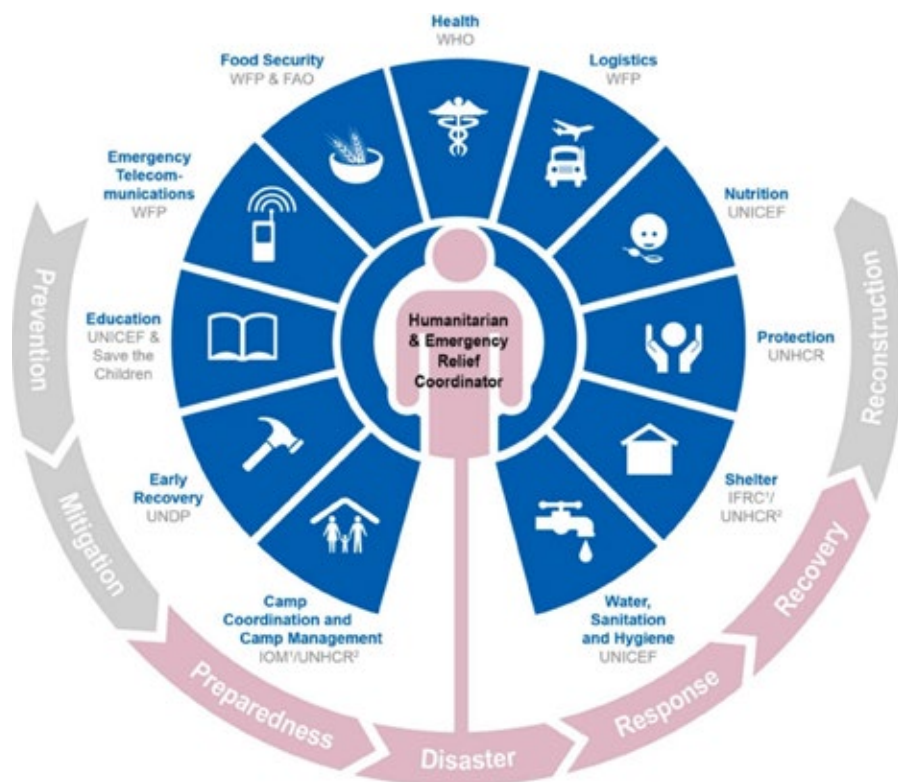 Health
WHO
Food Security
WFP & FAO
Logistics
WFP
Emergency
Telecom-
munications
WFP
Nutrition
UNICEF
Education
UNICEF &
Save the
Children
Humanitarian
& Emergency
Relief
Coordinator
Protection
UNHCR
Early
Recovery
UNDP
Shelter
IFRC¹/
UNHCR²
Camp
Coordination and
Camp Management
IOM¹/UNHCR²
Water,
Sanitation
and Hygiene
UNICEF
Prevention
Mitigation
Preparedness
Disaster
Response
Recovery
Reconstruction